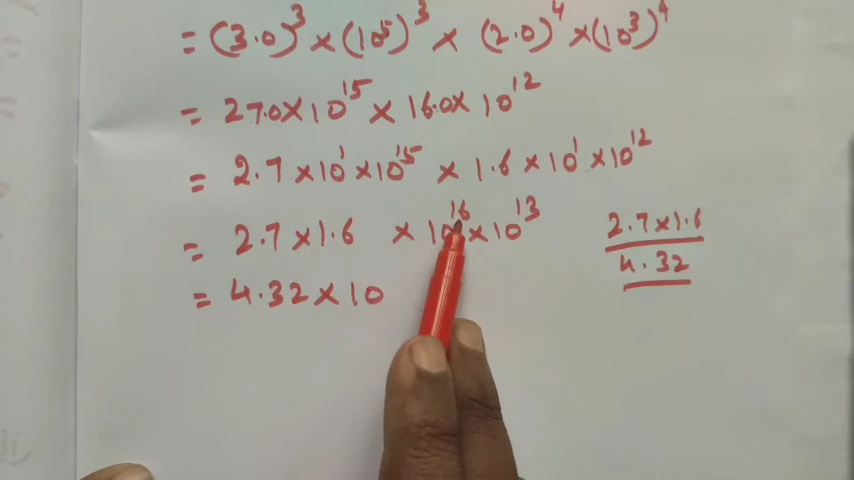 = (3.0)³ × (10⁵)³ × (2.0)⁴ × (10³)⁴
= 27.0 × 10¹⁵ × 16.0 × 10¹²
= 2.7 × 10¹ × 10¹⁵ × 1.6 × 10¹ × 10¹²
= 2.7 × 1.6 × 10¹⁶ × 10¹³
= 4.32 × 10
2.7 × 1.6
4.32